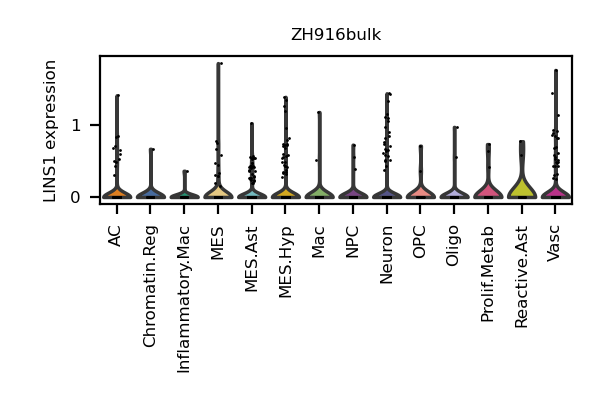 ZH916bulk
LINS1 expression
1
0
AC
Chromatin.Reg
Inflammatory.Mac
MES
MES.Ast
MES.Hyp
Mac
NPC
Neuron
OPC
Oligo
Prolif.Metab
Reactive.Ast
Vasc